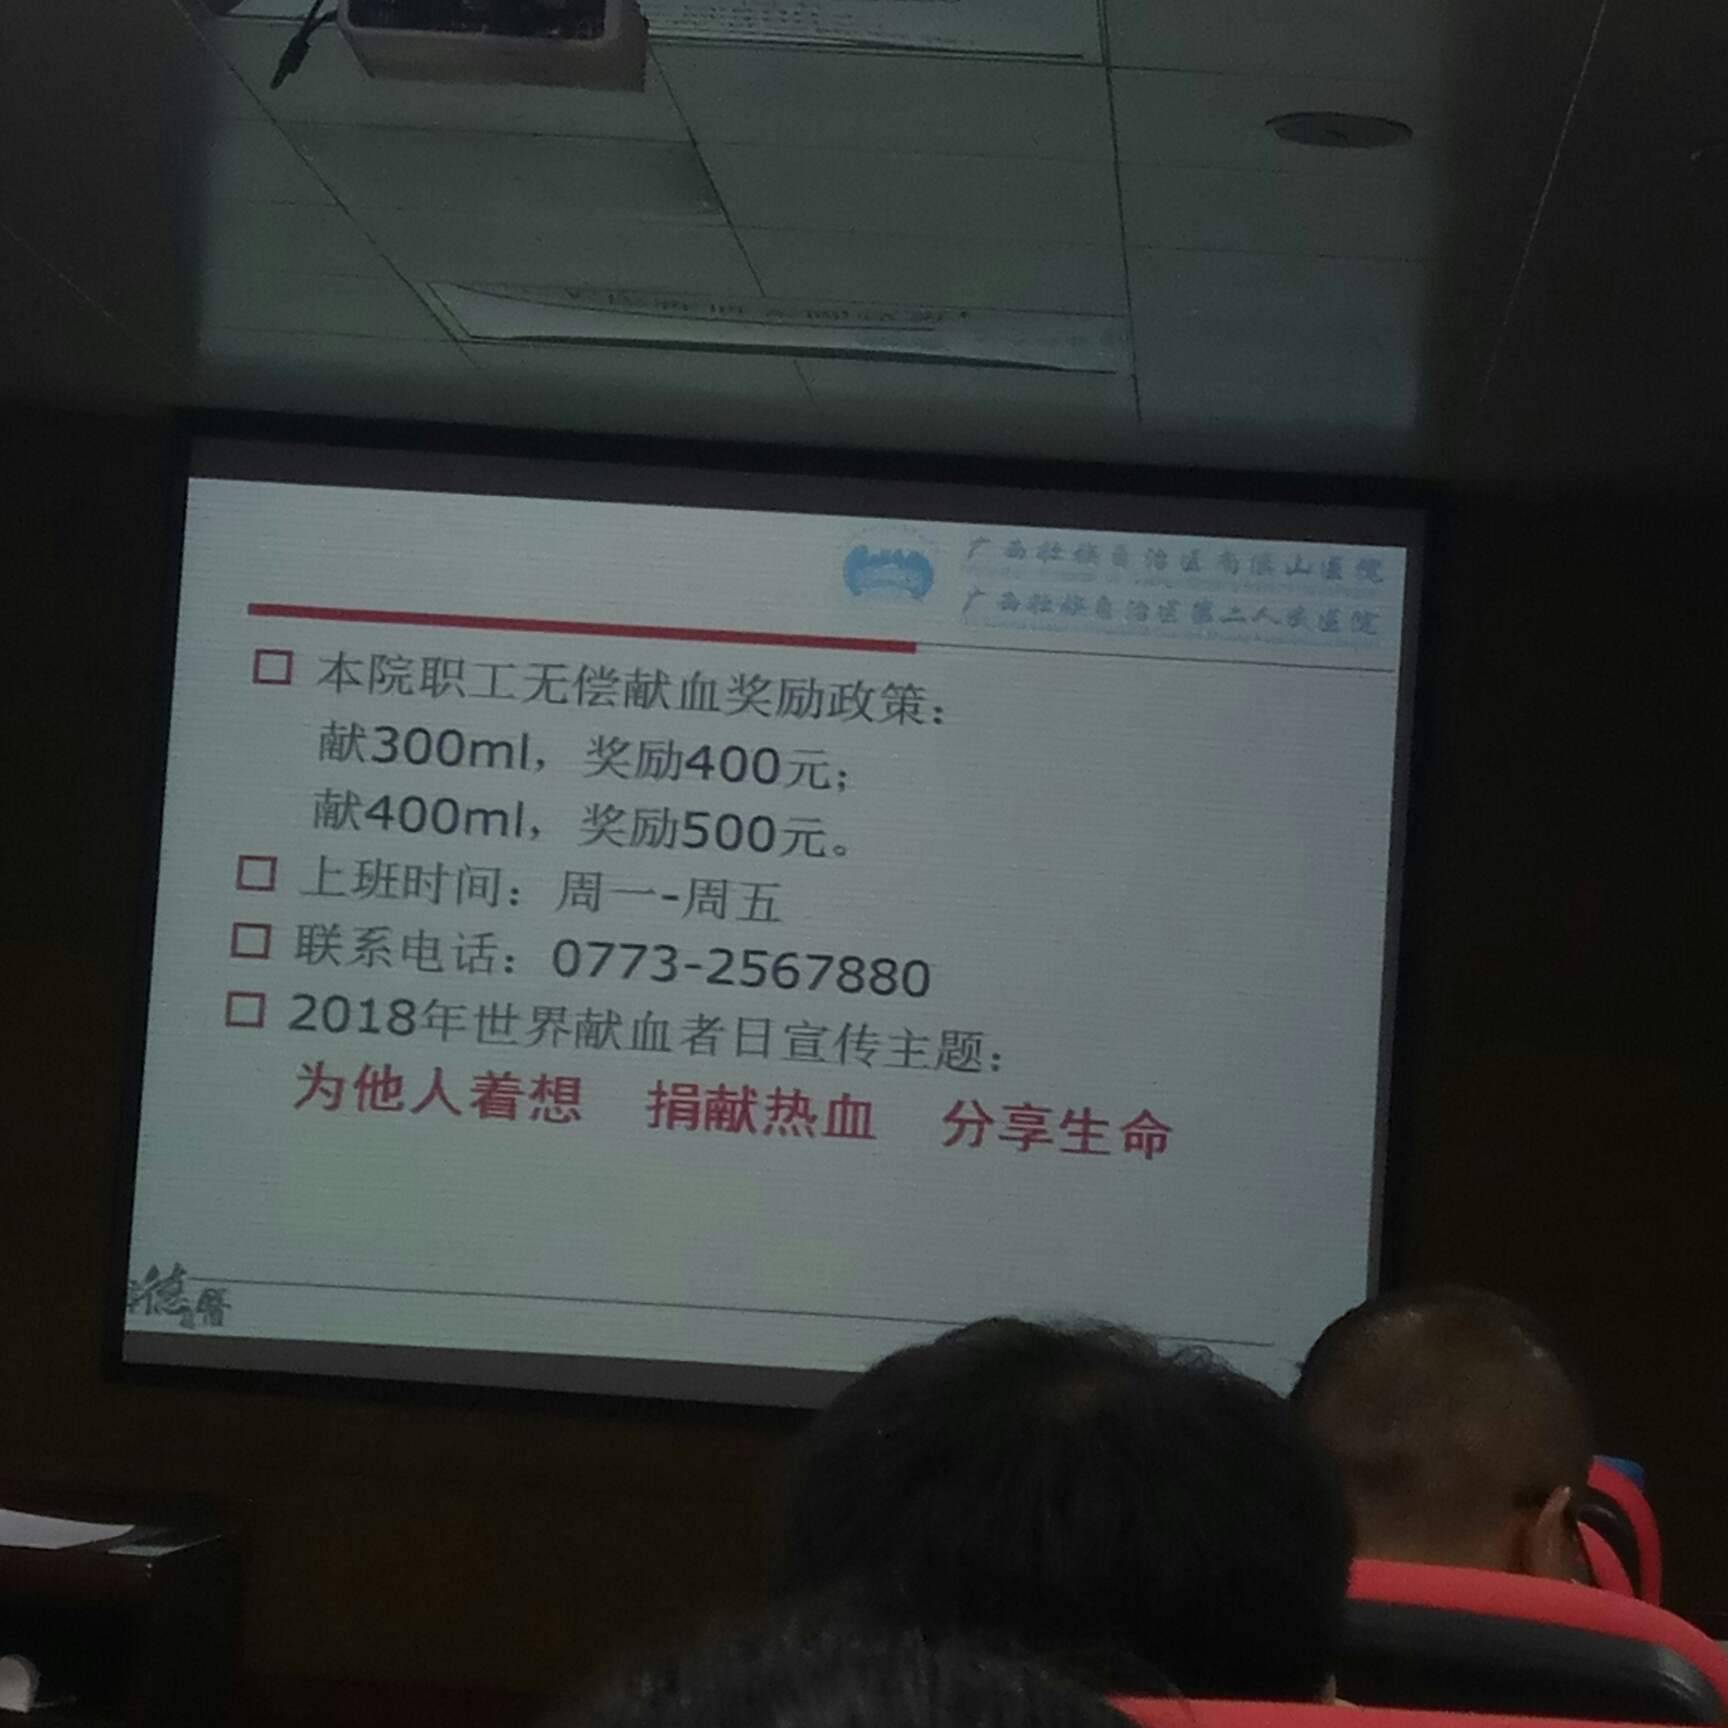 广西壮族自治区南溪山医院
广西壮族自治区第二人民医院
本院职工无偿献血奖励政策：
献300ml，奖励400元；
献400ml，奖励500元。
上班时间：周一-周五
联系电话：0773-2567880
2018年世界献血者日宣传主题：
为他人着想 捐献热血 分享生命
德
医